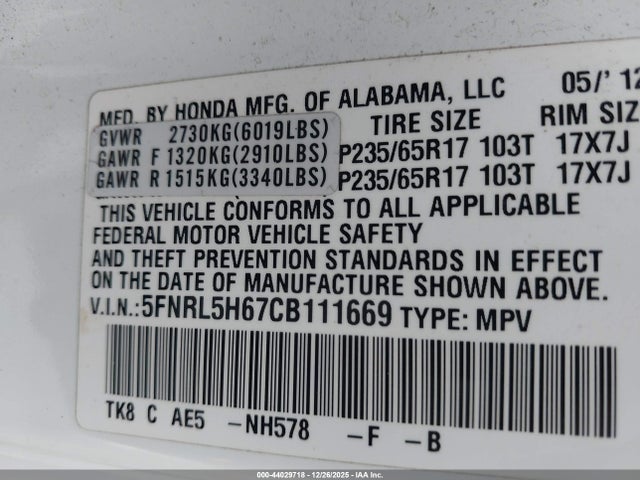 MFD. BY HONDA MFG. OF ALABAMA, LLC 05/' 12
GVWR 2730KG(6019LBS) TIRE SIZE RIM SIZE
GAWR F 1320KG(2910LBS) P235/65R17 103T 17X7J
GAWR R 1515KG(3340LBS) P235/65R17 103T 17X7J
THIS VEHICLE CONFORMS TO ALL APPLICABLE
FEDERAL MOTOR VEHICLE SAFETY
AND THEFT PREVENTION STANDARDS IN EFFECT
ON THE DATE OF MANUFACTURE SHOWN ABOVE.
V.I.N.:5FNRL5H67CB111669 TYPE: MPV
TK8 C AE5 -NH578 -F -B
000-44029718 - 12/26/2025 - IAA Inc.